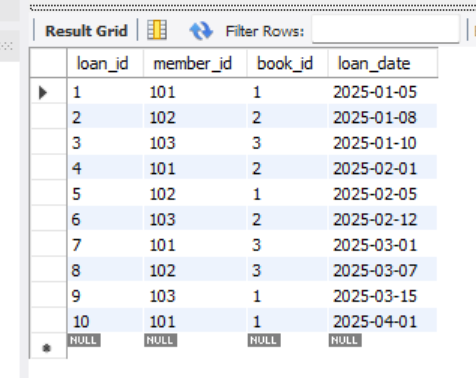 Result Grid Filter Rows:
loan_id member_id book_id loan_date
1 101 1 2025-01-05
2 102 2 2025-01-08
3 103 3 2025-01-10
4 101 2 2025-02-01
5 102 1 2025-02-05
6 103 2 2025-02-12
7 101 3 2025-03-01
8 102 3 2025-03-07
9 103 1 2025-03-15
10 101 1 2025-04-01
NULL NULL NULL NULL